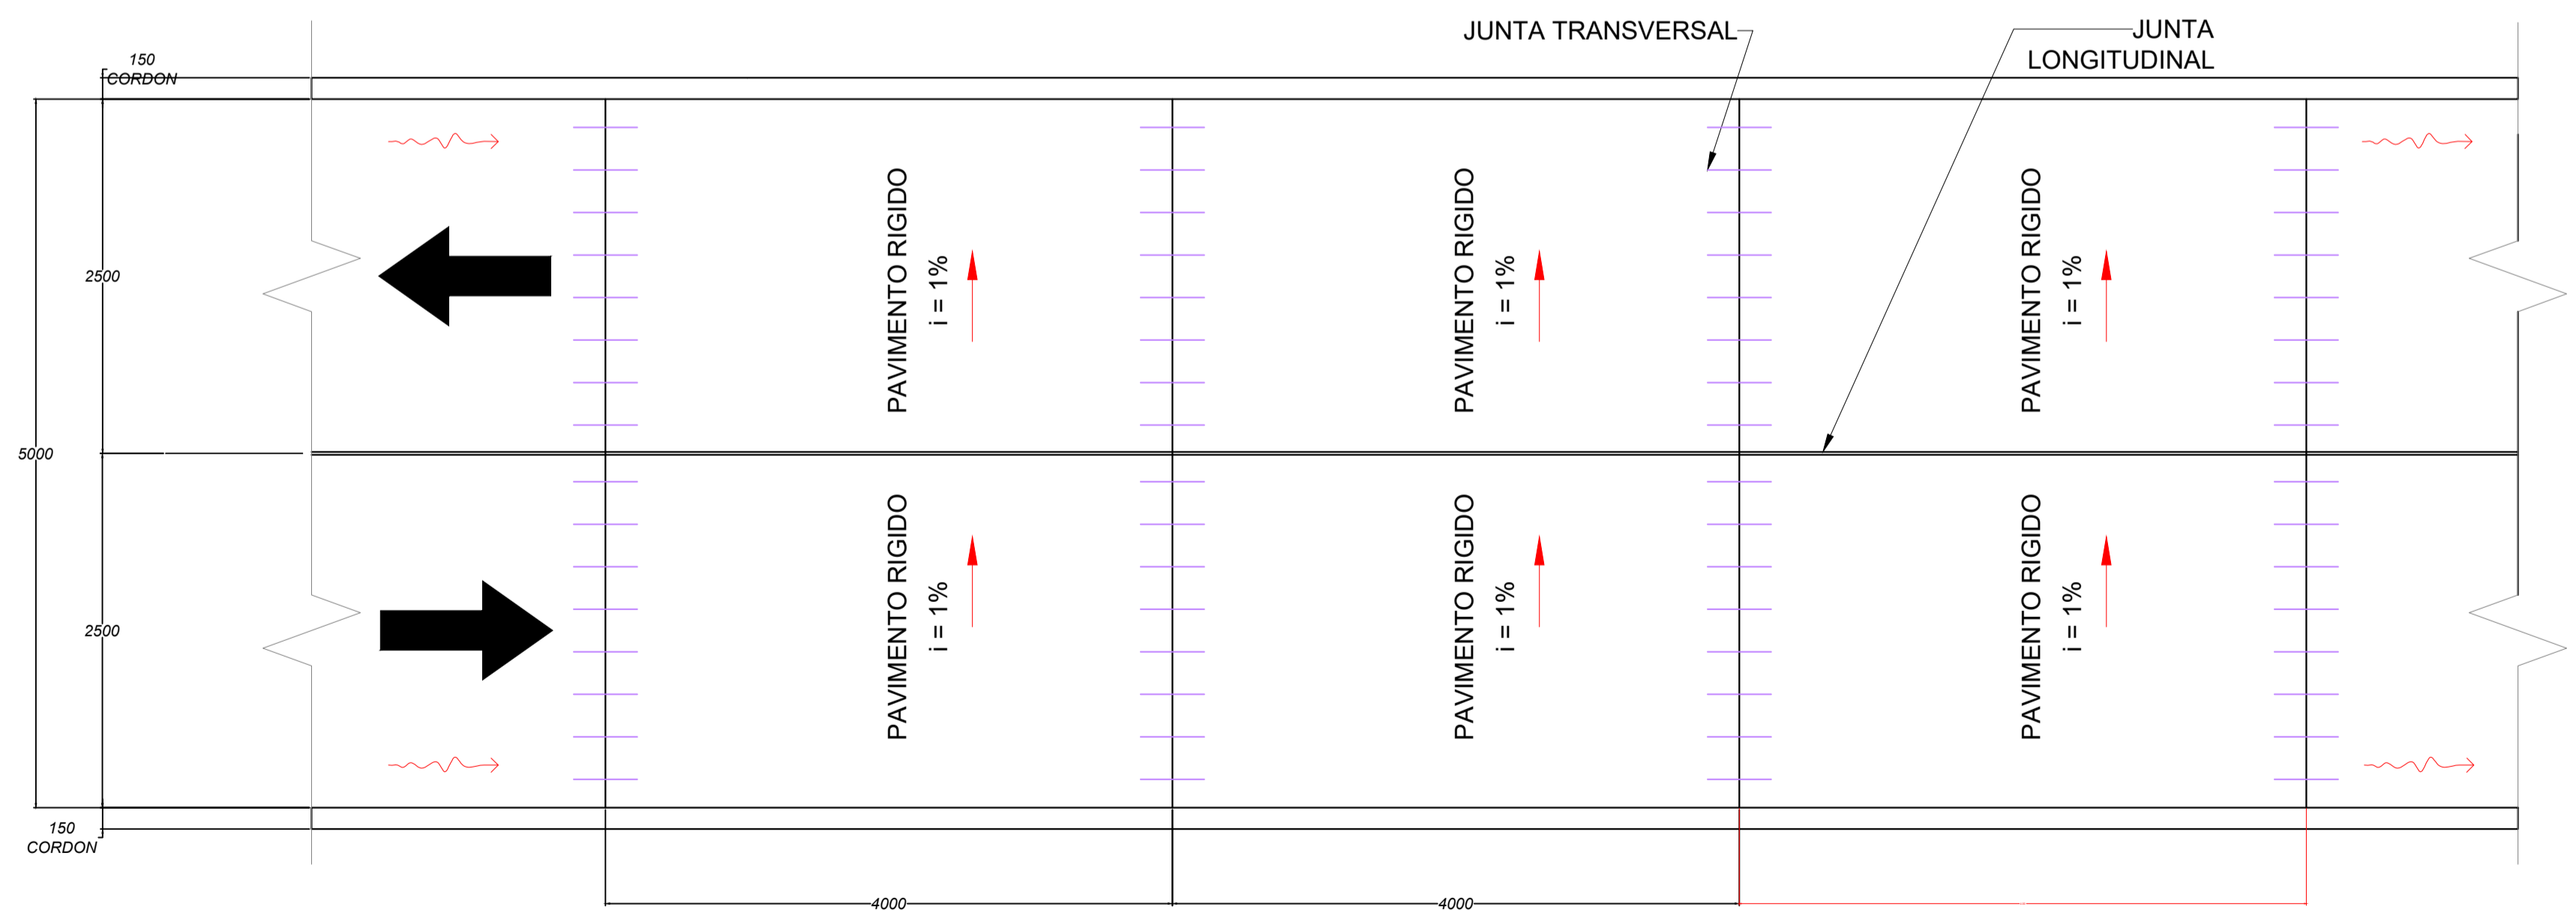 JUNTA TRANSVERSAL
JUNTA
LONGITUDINAL
150
CORDON
PAVIMENTO RIGIDO
i = 1%
PAVIMENTO RIGIDO
i = 1%
PAVIMENTO RIGIDO
i = 1%
2500
5000
2500
PAVIMENTO RIGIDO
i = 1%
PAVIMENTO RIGIDO
i = 1%
PAVIMENTO RIGIDO
i = 1%
150
CORDON
4000
4000